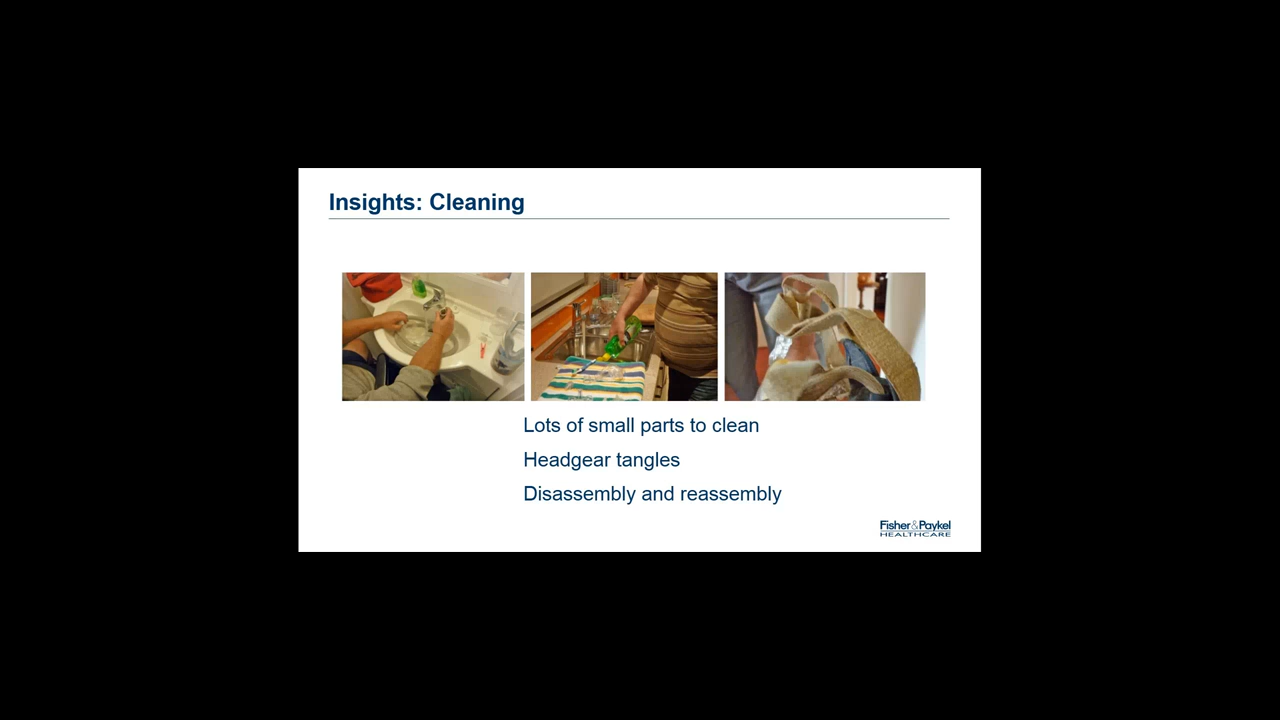 Insights: Cleaning
Lots of small parts to clean
Headgear tangles
Disassembly and reassembly
Fisher&Paykel
HEALTHCARE